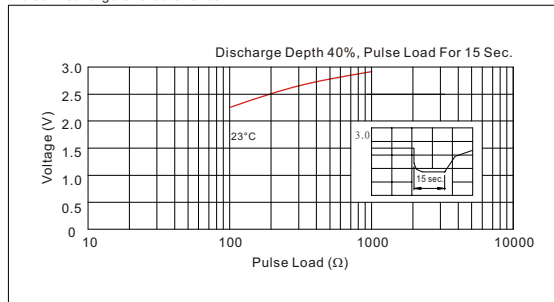 Discharge Depth 40%, Pulse Load For 15 Sec.
3.0
2.5
2.0
1.5
1.0
0.5
0
Voltage (V)
23°C
3.0
15 sec.
10
100
1000
10000
Pulse Load (Ω)